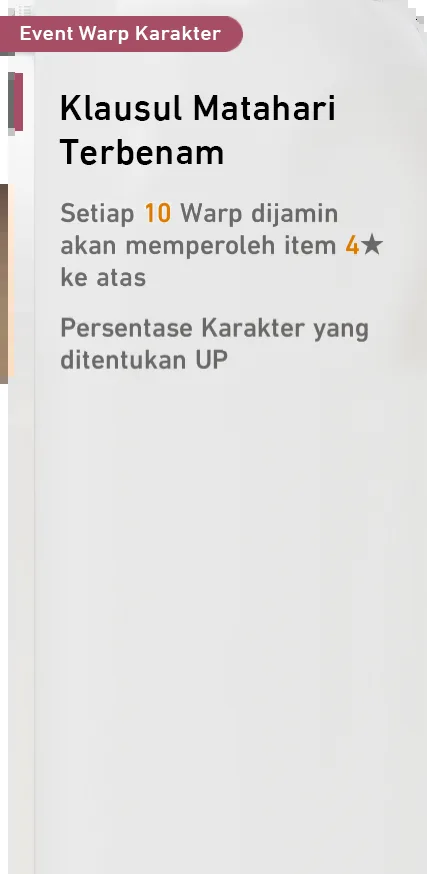 Event Warp Karakter
Klausul Matahari
Terbenam
Setiap 10 Warp dijamin
akan memperoleh item 4★
ke atas
Persentase Karakter yang
ditentukan UP